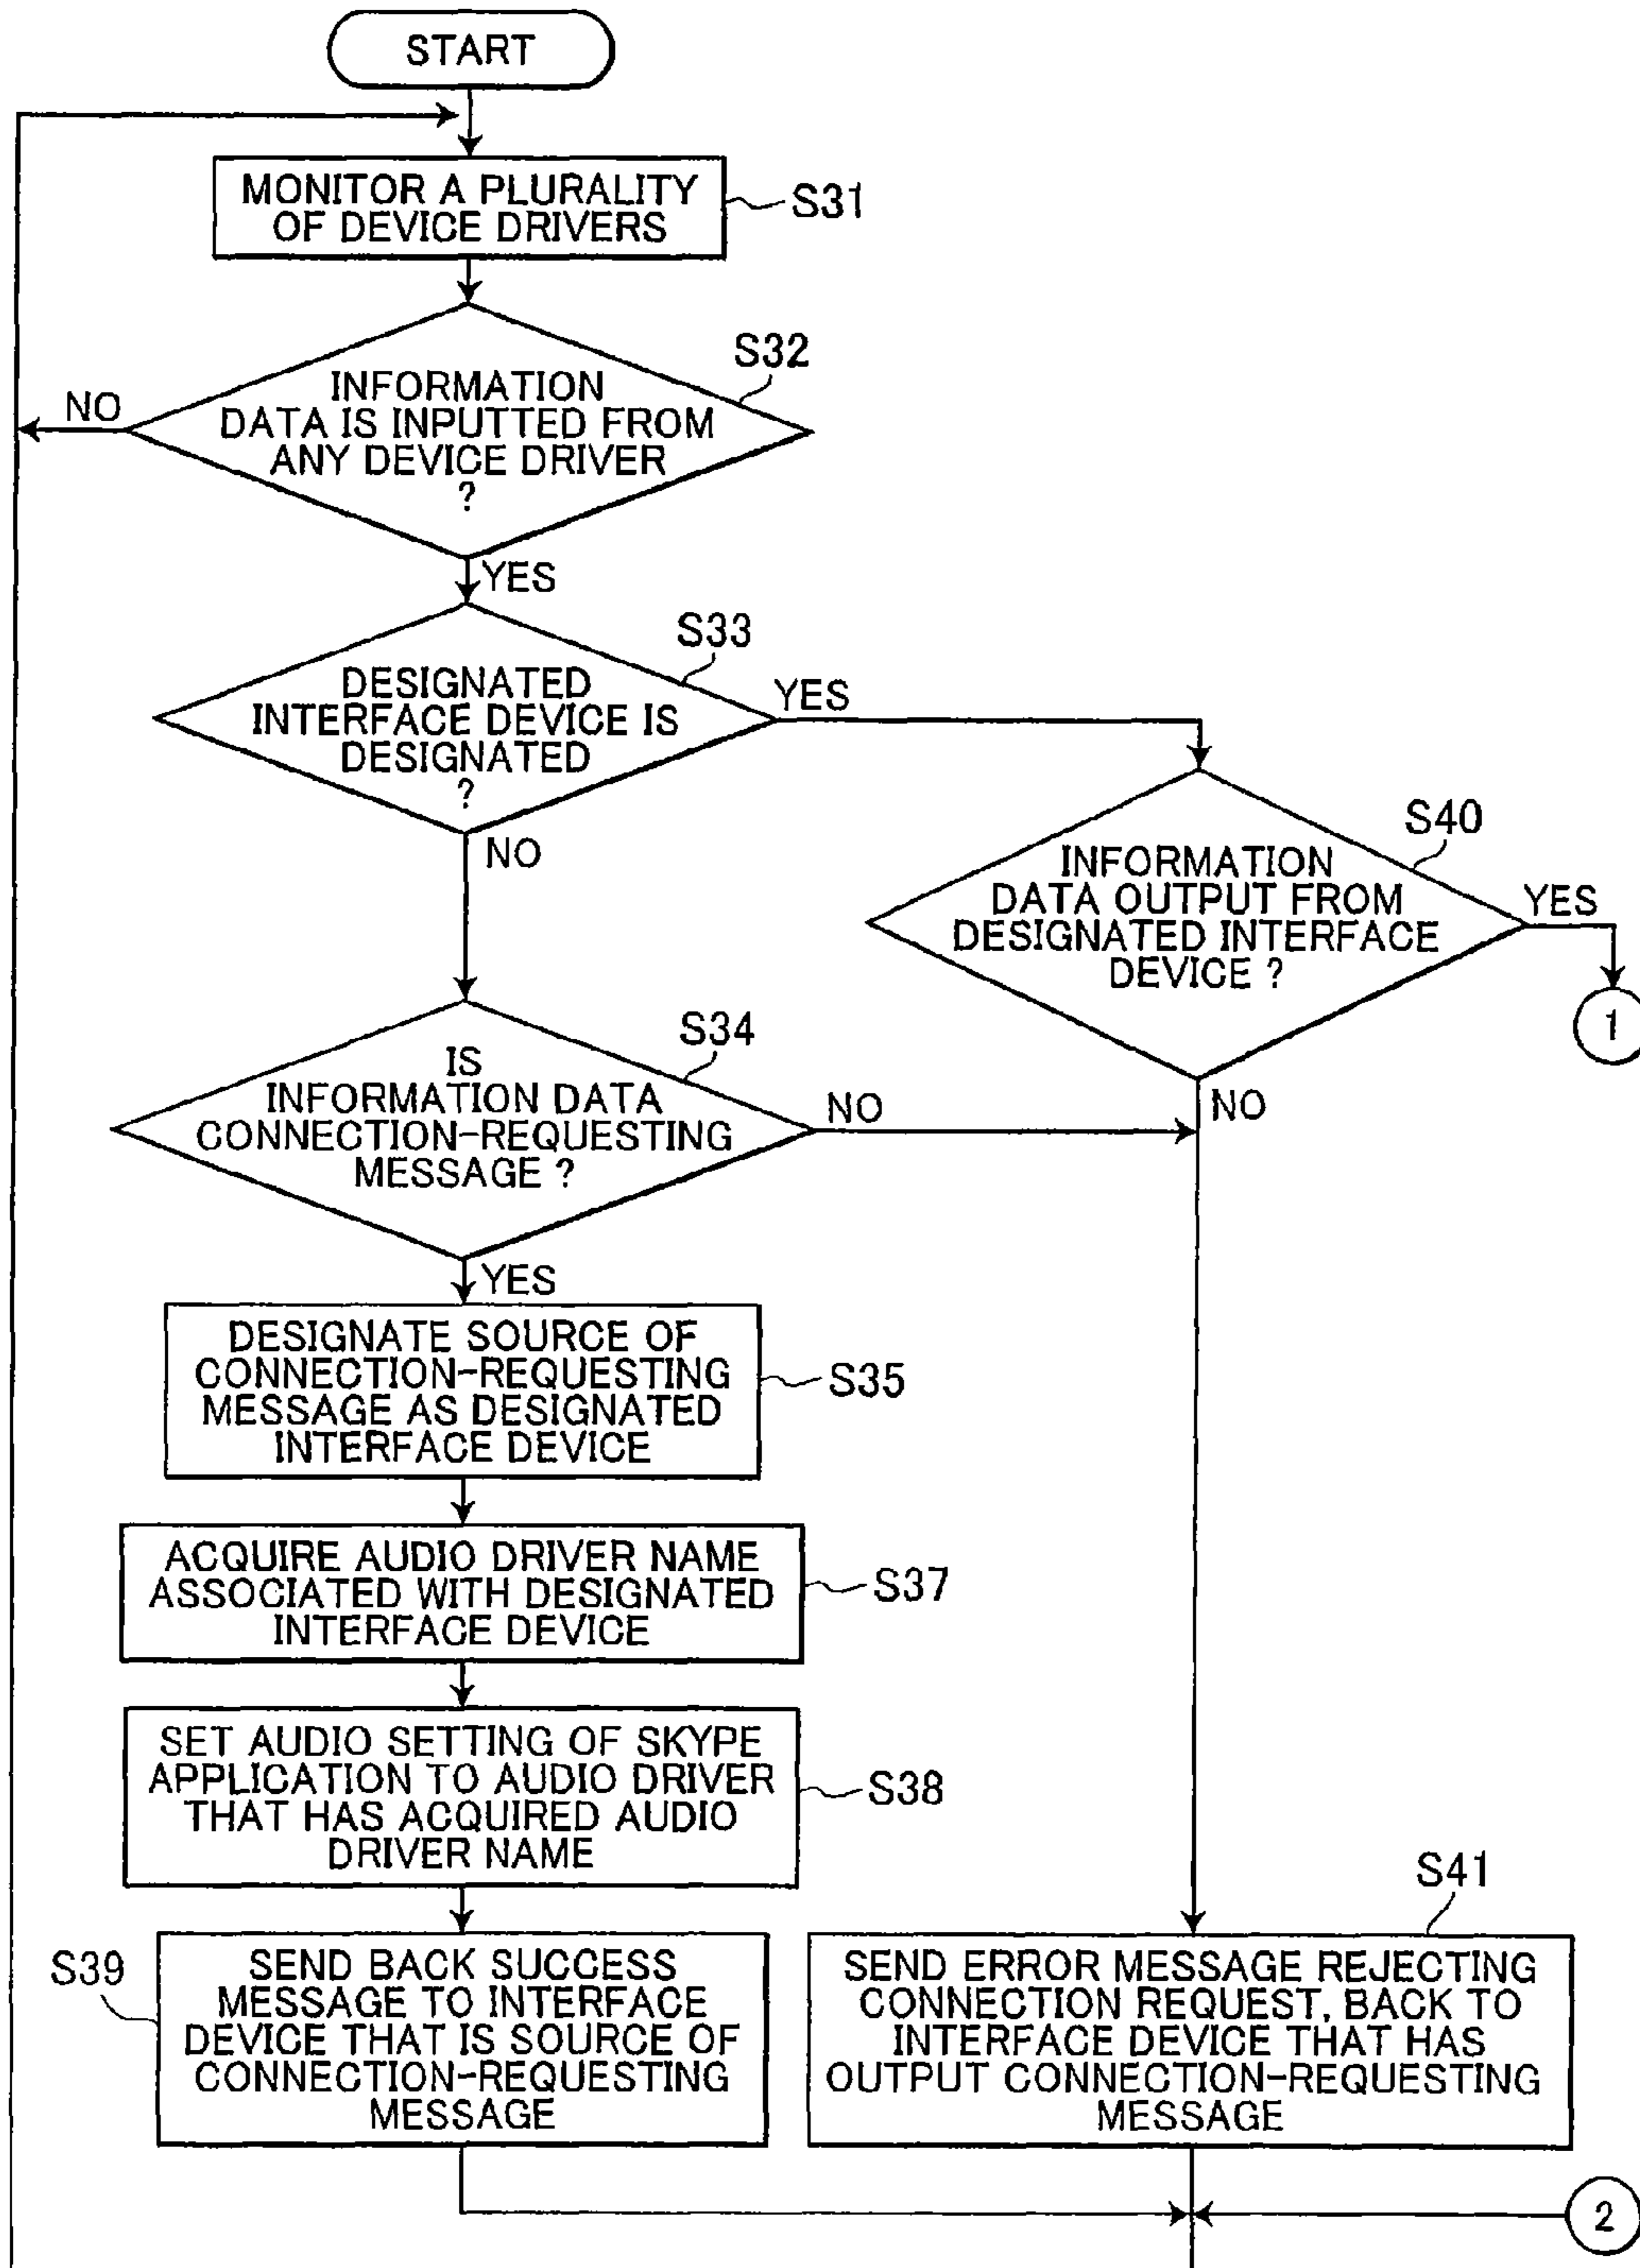 START
MONITOR A PLURALITY
OF DEVICE DRIVERS
S31
S32
INFORMATION
DATA IS INPUTTED FROM
ANY DEVICE DRIVER
?
NO
YES
S33
DESIGNATED
INTERFACE DEVICE IS
DESIGNATED
?
YES
NO
S40
INFORMATION
DATA OUTPUT FROM
DESIGNATED INTERFACE
DEVICE ?
YES
1
NO
S34
IS
INFORMATION DATA
CONNECTION-REQUESTING
MESSAGE ?
NO
YES
DESIGNATE SOURCE OF
CONNECTION-REQUESTING
MESSAGE AS DESIGNATED
INTERFACE DEVICE
S35
ACQUIRE AUDIO DRIVER NAME
ASSOCIATED WITH DESIGNATED
INTERFACE DEVICE
S37
SET AUDIO SETTING OF SKYPE
APPLICATION TO AUDIO DRIVER
THAT HAS ACQUIRED AUDIO
DRIVER NAME
S38
S39
SEND BACK SUCCESS
MESSAGE TO INTERFACE
DEVICE THAT IS SOURCE OF
CONNECTION-REQUESTING
MESSAGE
S41
SEND ERROR MESSAGE REJECTING
CONNECTION REQUEST, BACK TO
INTERFACE DEVICE THAT HAS
OUTPUT CONNECTION-REQUESTING
MESSAGE
2